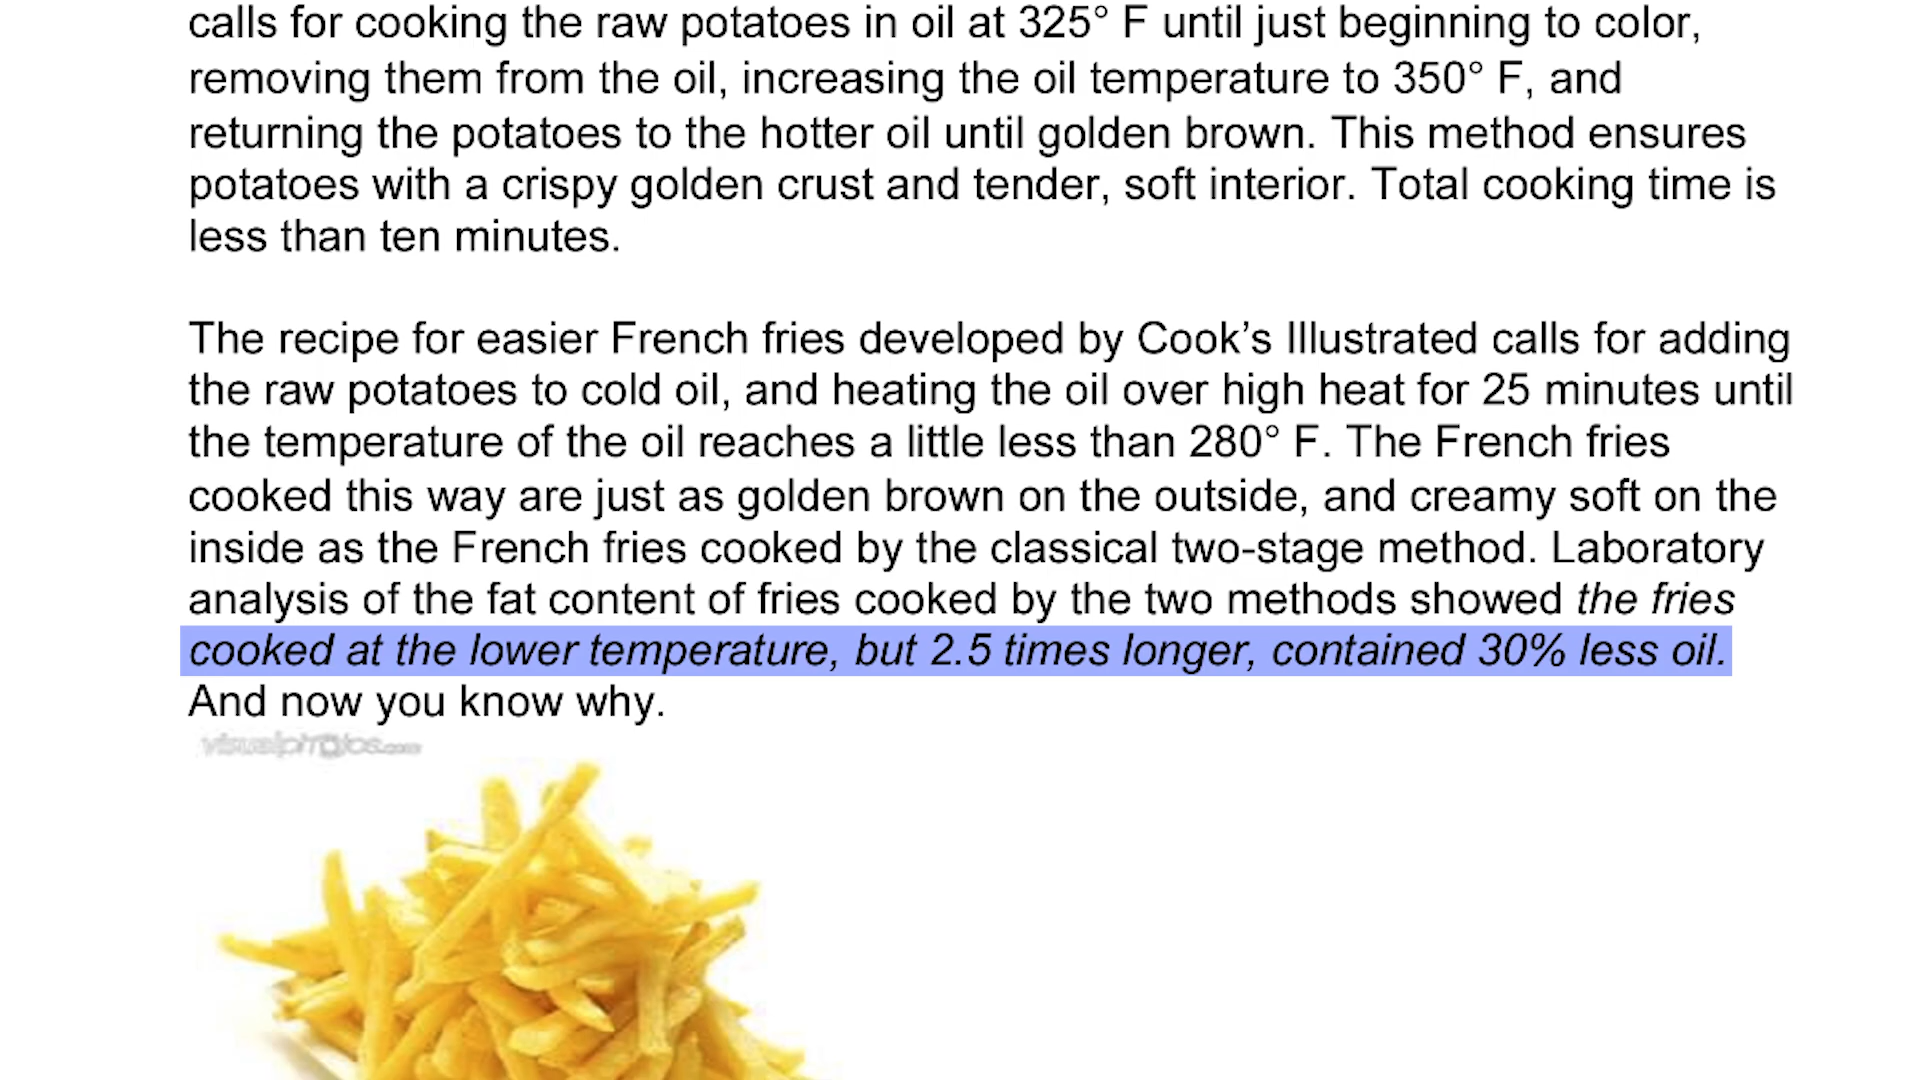 calls for cooking the raw potatoes in oil at 325° F until just beginning to color,
removing them from the oil, increasing the oil temperature to 350° F, and
returning the potatoes to the hotter oil until golden brown. This method ensures
potatoes with a crispy golden crust and tender, soft interior. Total cooking time is
less than ten minutes.
The recipe for easier French fries developed by Cook’s Illustrated calls for adding
the raw potatoes to cold oil, and heating the oil over high heat for 25 minutes until
the temperature of the oil reaches a little less than 280° F. The French fries
cooked this way are just as golden brown on the outside, and creamy soft on the
inside as the French fries cooked by the classical two-stage method. Laboratory
analysis of the fat content of fries cooked by the two methods showed the fries
cooked at the lower temperature, but 2.5 times longer, contained 30% less oil.
And now you know why.